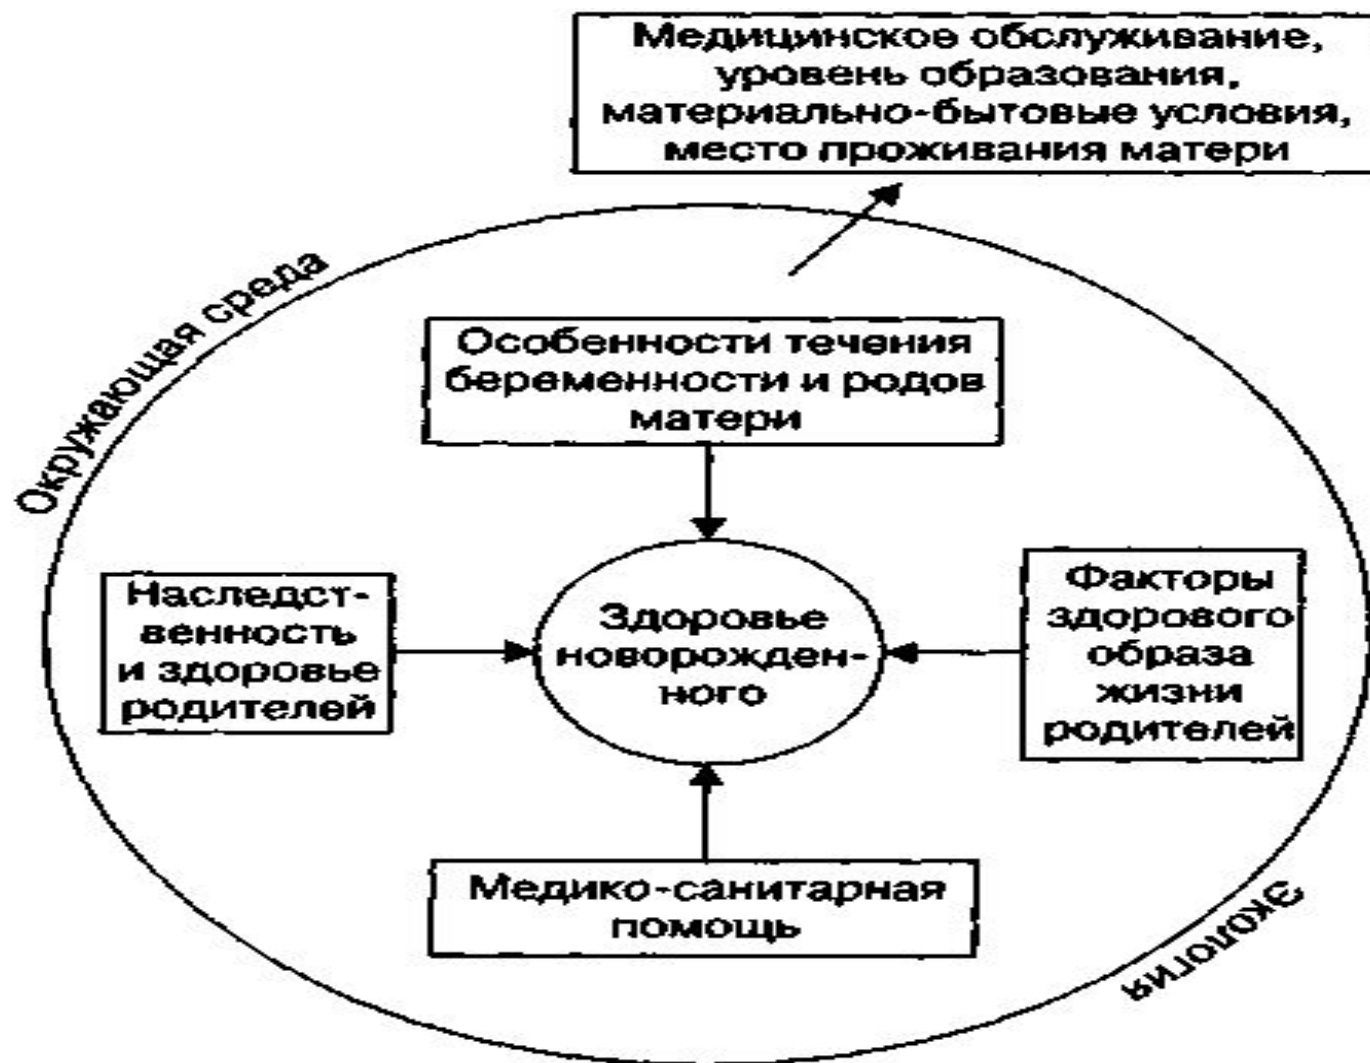 Медицинское обслуживание,
уровень образования,
материально-бытовые условия,
место проживания матери
Окружающая среда
Особенности течения
беременности и родов
матери
Наследст-
венность
и здоровье
родителей
Здоровье
новорожден-
ного
Факторы
здорового
образа
жизни
родителей
Медико-санитарная
помощь
Экология